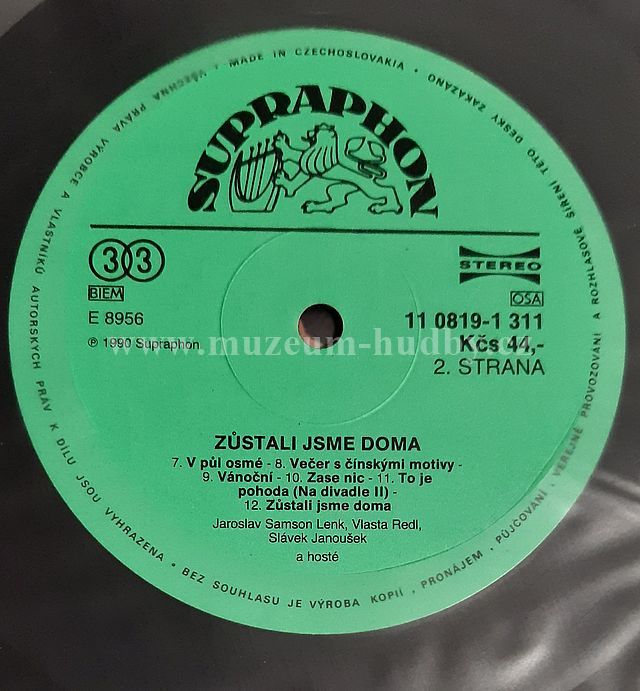 • MADE IN CZECHOSLOVAKIA • VŠECHNA PRÁVA VÝROBCE A VLASTNÍKŮ AUTORSKÝCH PRÁV K DÍLU JSOU VYHRAZENA • BEZ SOUHLASU JE VÝROBA KOPIÍ, PRONÁJEM, PŮJČOVÁNÍ, VEŘEJNÉ PROVOZOVÁNÍ A ROZHLASOVÉ ŠÍŘENÍ TÉTO DESKY ZAKÁZÁNO
SUPRAPHON
33
STEREO
BIEM
OSA
E 8956
11 0819-1 311
℗ 1990 Supraphon
Kčs 44,-
www.muzeum-hudby.cz
2. STRANA
ZŮSTALI JSME DOMA
7. V půl osmé - 8. Večer s čínskými motivy -
9. Vánoční - 10. Zase nic - 11. To je
pohoda (Na divadle II) -
12. Zůstali jsme doma
Jaroslav Samson Lenk, Vlasta Redl,
Slávek Janoušek
a hosté